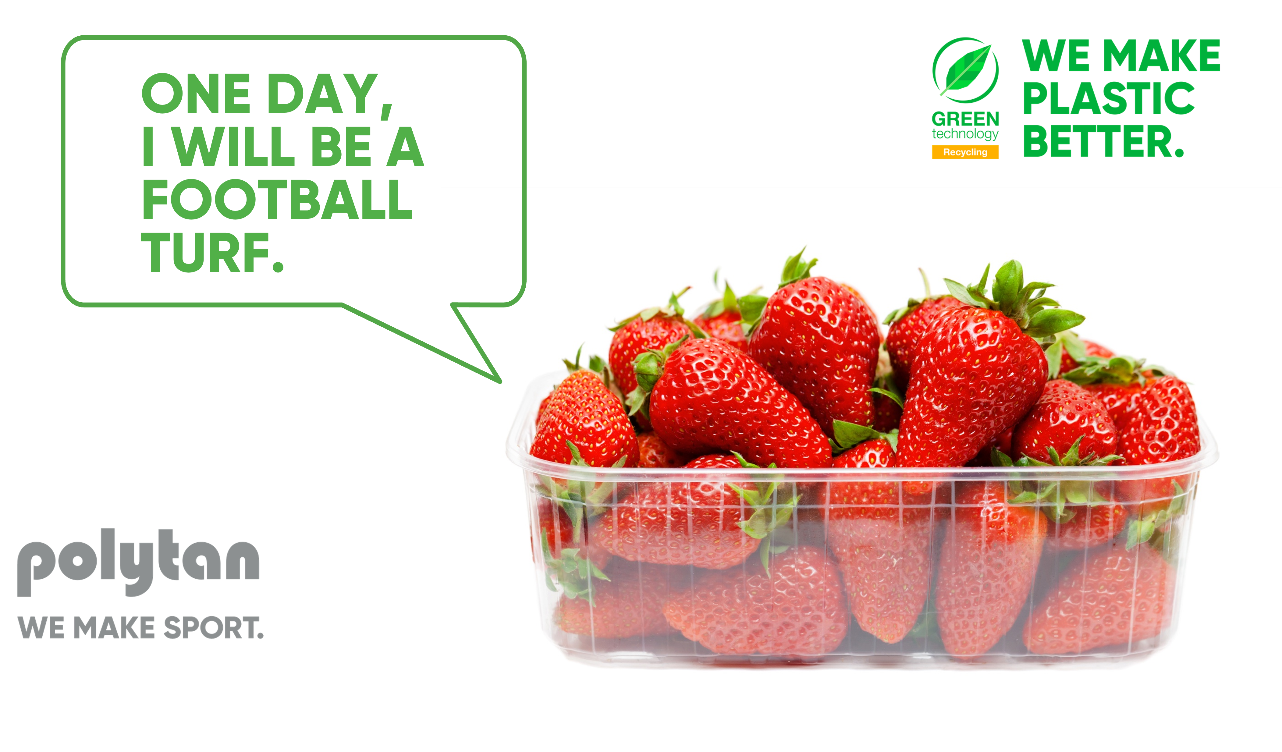 ONE DAY,
I WILL BE A
FOOTBALL
TURF.
GREEN
technology
Recycling
WE MAKE
PLASTIC
BETTER.
polytan
WE MAKE SPORT.